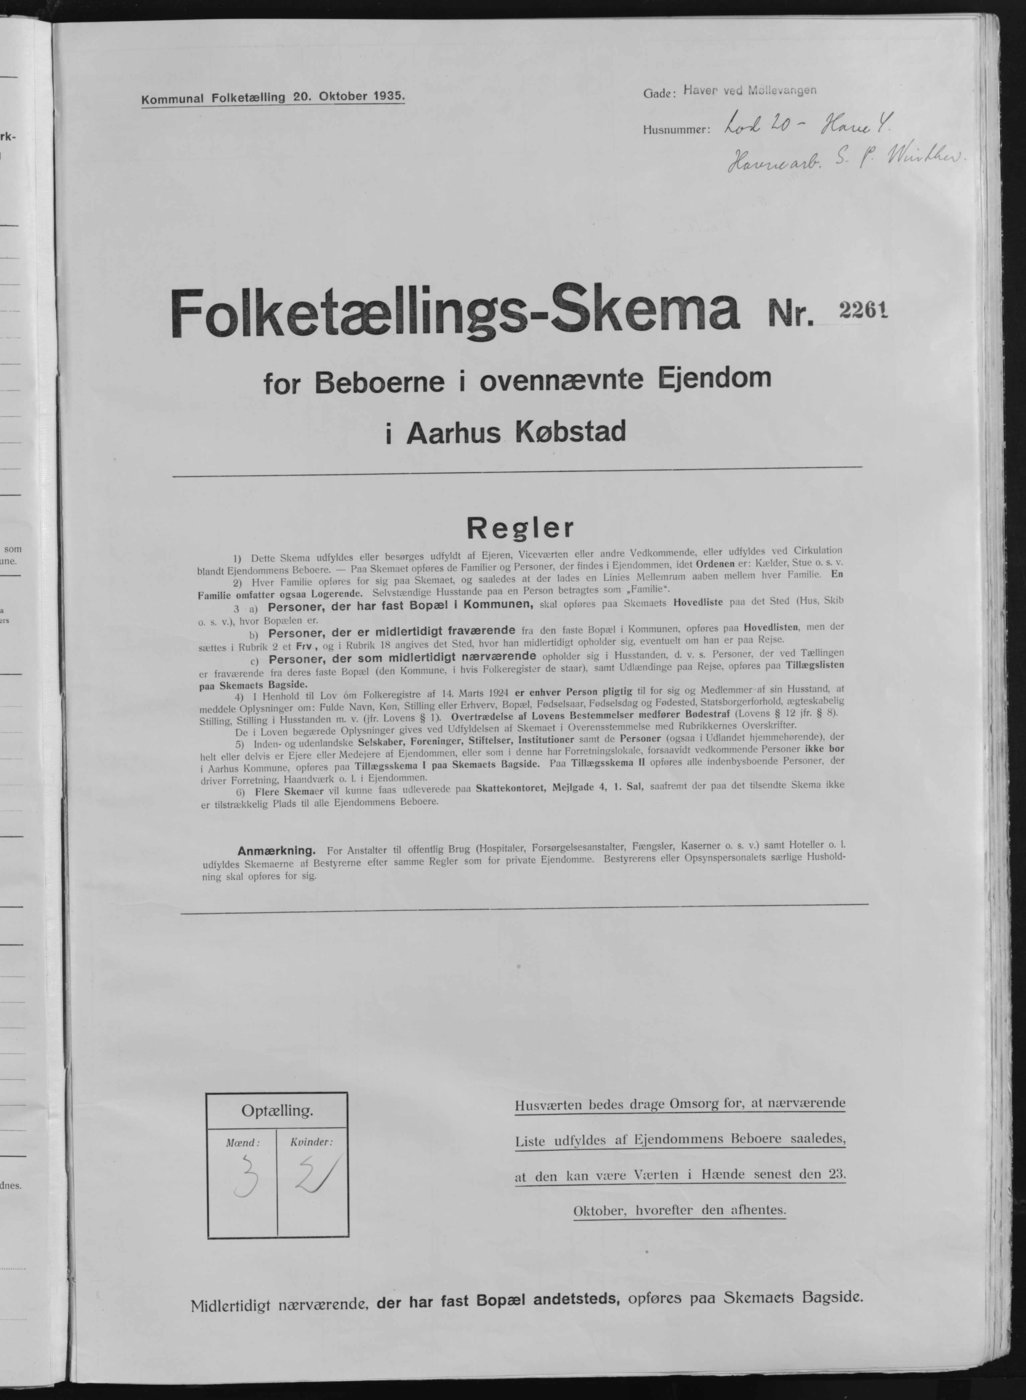 Kommunal Folketælling 20. Oktober 1935.
Gade: Haver ved Møllevangen
Husnummer: Lod 20 - Have 4.
Havnearb. S. P. Winther.
Folketællings-Skema Nr. 2261
for Beboerne i ovennævnte Ejendom
i Aarhus Købstad
Regler
1) Dette Skema udfyldes eller besørges udfyldt af Ejeren, Viceværten eller andre Vedkommende, eller udfyldes ved Cirkulation
blandt Ejendommens Beboere. — Paa Skemaet opføres de Familier og Personer, der findes i Ejendommen, idet Ordenen er: Kælder, Stue o. s. v.
2) Hver Familie opføres for sig paa Skemaet, og saaledes at der lades en Linies Mellemrum aaben mellem hver Familie. En
Familie omfatter ogsaa Logerende. Selvstændige Husstande paa en Person betragtes som „Familie“.
3 a) Personer, der har fast Bopæl i Kommunen, skal opføres paa Skemaets Hovedliste paa det Sted (Hus, Skib
o. s. v.), hvor Bopælen er.
b) Personer, der er midlertidigt fraværende fra den faste Bopæl i Kommunen, opføres paa Hovedlisten, men der
sættes i Rubrik 2 et Frv, og i Rubrik 18 angives det Sted, hvor han midlertidigt opholder sig, eventuelt om han er paa Rejse.
c) Personer, der som midlertidigt nærværende opholder sig i Husstanden, d. v. s. Personer, der ved Tællingen
er fraværende fra deres faste Bopæl (den Kommune, i hvis Folkeregister de staar), samt Udlændinge paa Rejse, opføres paa Tillægslisten
paa Skemaets Bagside.
4) I Henhold til Lov om Folkeregistre af 14. Marts 1924 er enhver Person pligtig til for sig og Medlemmer af sin Husstand, at
meddele Oplysninger om: Fulde Navn, Køn, Stilling eller Erhverv, Bopæl, Fødselsaar, Fødselsdag og Fødested, Statsborgerforhold, ægteskabelig
Stilling, Stilling i Husstanden m. v. (jfr. Lovens § 1). Overtrædelse af Lovens Bestemmelser medfører Bødestraf (Lovens § 12 jfr. § 8).
De i Loven begærede Oplysninger gives ved Udfyldelsen af Skemaet i Overensstemmelse med Rubrikkernes Overskrifter.
5) Inden- og udenlandske Selskaber, Foreninger, Stiftelser, Institutioner samt de Personer (ogsaa i Udlandet hjemmehørende), der
helt eller delvis er Ejere eller Medejere af Ejendommen, eller som i denne har Forretningslokale, forsaavidt vedkommende Personer ikke bor
i Aarhus Kommune, opføres paa Tillægsskema I paa Skemaets Bagside. Paa Tillægsskema II opføres alle indenbysboende Personer, der
driver Forretning, Haandværk o. l. i Ejendommen.
6) Flere Skemaer vil kunne faas udleverede paa Skattekontoret, Mejlgade 4, 1. Sal, saafremt der paa det tilsendte Skema ikke
er tilstrækkelig Plads til alle Ejendommens Beboere.
Anmærkning. For Anstalter til offentlig Brug (Hospitaler, Forsørgelsesanstalter, Fængsler, Kaserner o. s. v.) samt Hoteller o. l.
udfyldes Skemaerne af Bestyrerne efter samme Regler som for private Ejendomme. Bestyrerens eller Opsynspersonalets særlige Hushold-
ning skal opføres for sig.
Optælling.
Mænd: Kvinder:
3 2
Husværten bedes drage Omsorg for, at nærværende
Liste udfyldes af Ejendommens Beboere saaledes,
at den kan være Værten i Hænde senest den 23.
Oktober, hvorefter den afhentes.
Midlertidigt nærværende, der har fast Bopæl andetsteds, opføres paa Skemaets Bagside.